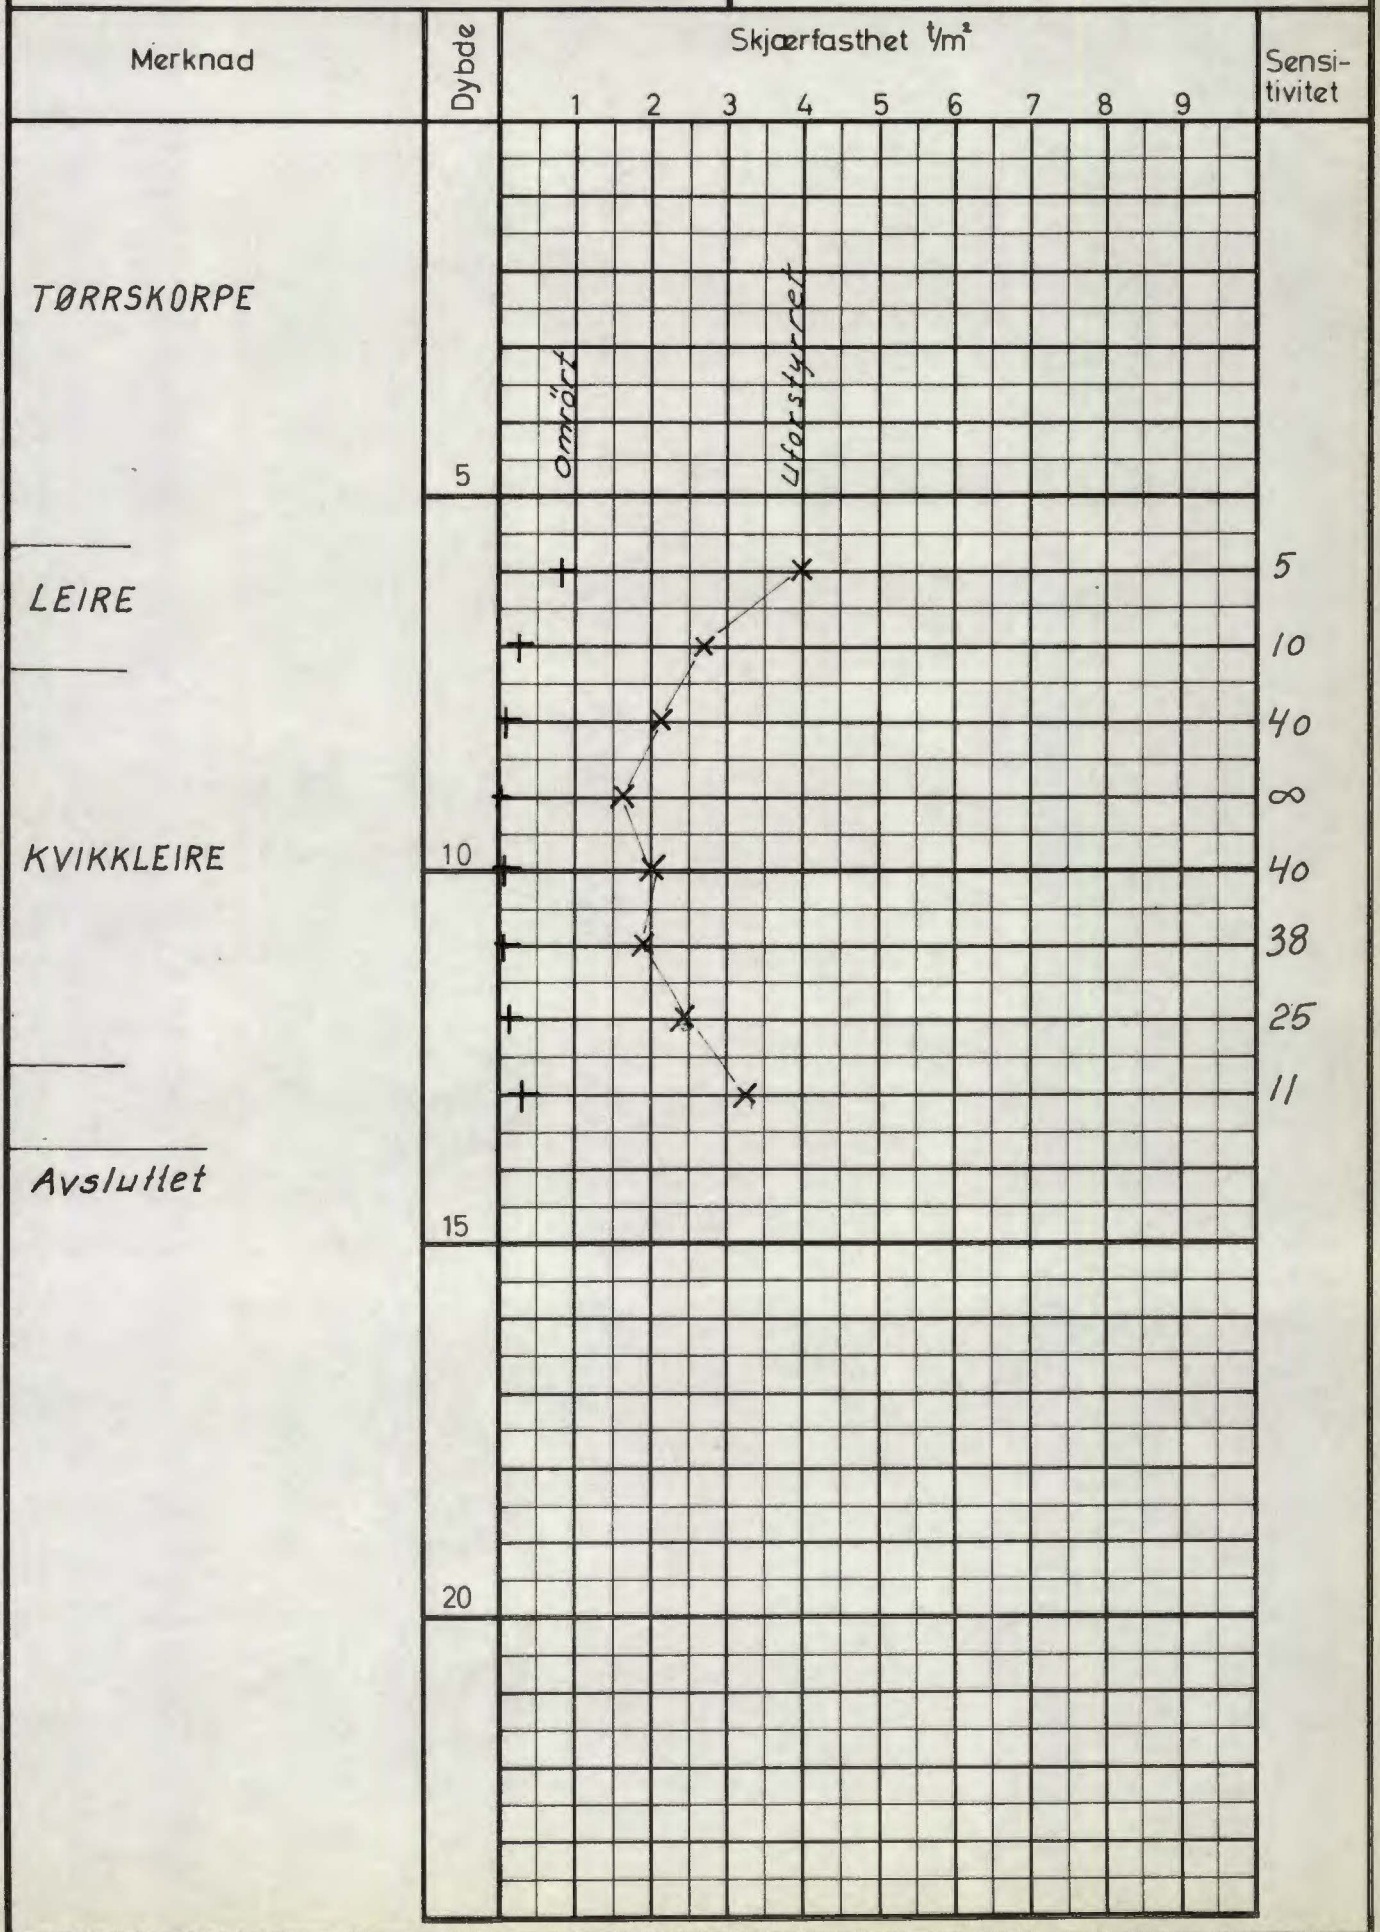 Merknad
Dybde
Skjærfasthet t/m²
Sensi-
tivitet
1 2 3 4 5 6 7 8 9
TØRRSKORPE
Omrört
Uforstyrret
5
5
LEIRE
10
40
∞
KVIKKLEIRE
10
40
38
25
11
Avsluttet
15
20